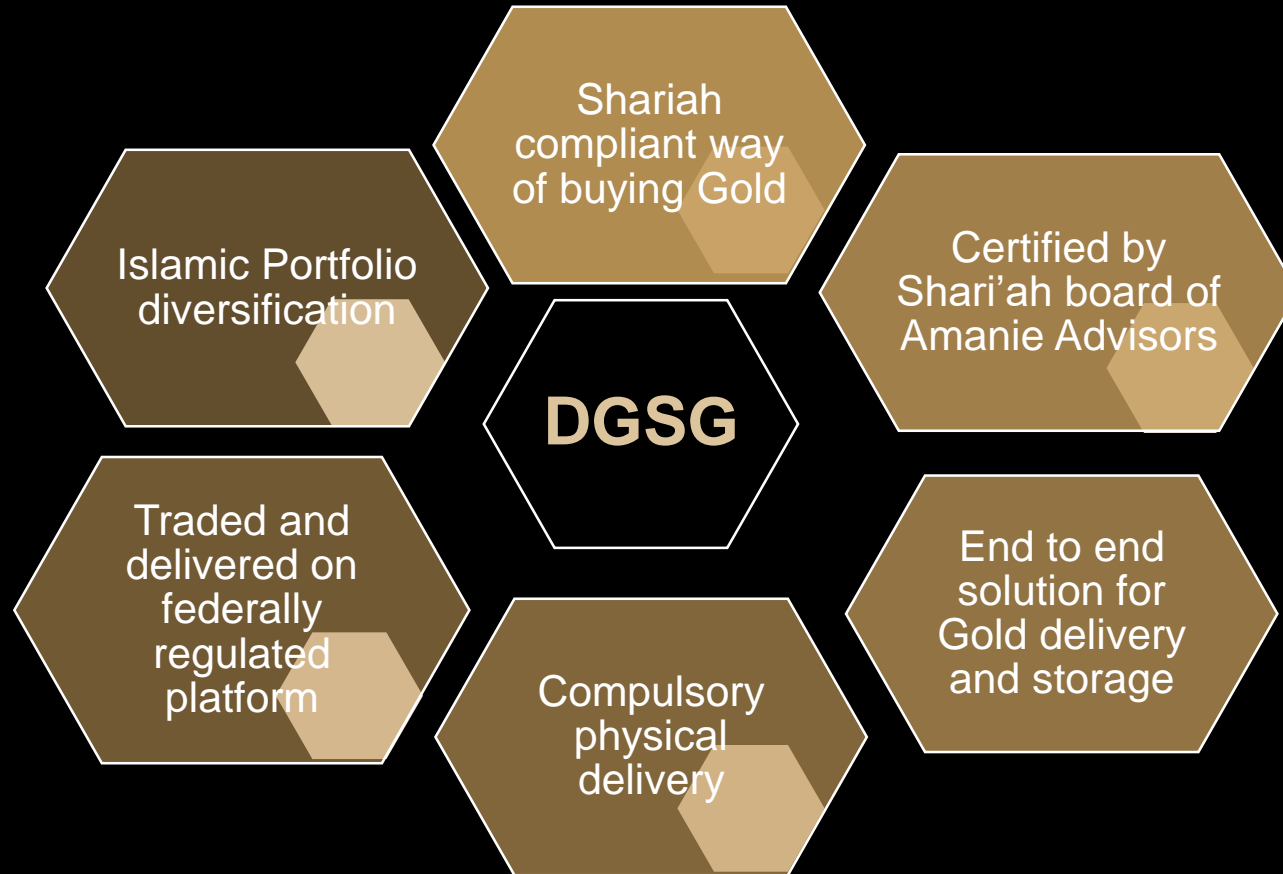 Shariah
compliant way
of buying Gold
Islamic Portfolio
diversification
Certified by
Shari’ah board of
Amanie Advisors
DGSG
Traded and
delivered on
federally
regulated
platform
End to end
solution for
Gold delivery
and storage
Compulsory
physical
delivery